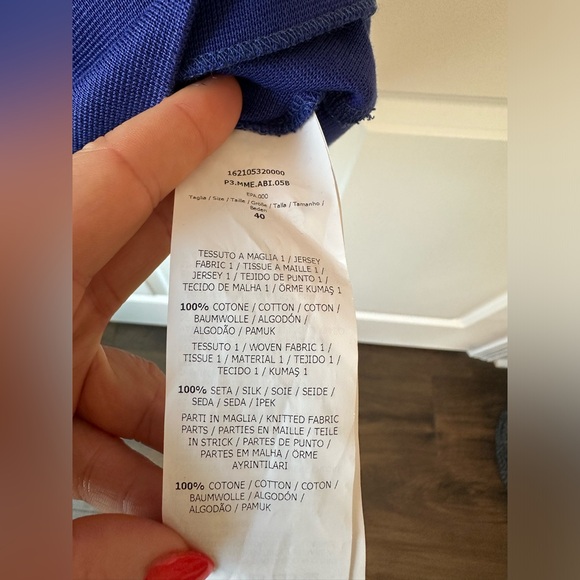 162105320000
P3.MME.ABI.05B
Taglia / Size / Taille / Größe / Talla / Tamanho /
Beden
40
TESSUTO A MAGLIA 1 / JERSEY
FABRIC 1 / TISSUE A MAILLE 1 /
JERSEY 1 / TEJIDO DE PUNTO 1 /
TECIDO DE MALHA 1 / ÖRME KUMAŞ 1
100% COTONE / COTTON / COTON /
BAUMWOLLE / ALGODÓN /
ALGODÃO / PAMUK
TESSUTO 1 / WOVEN FABRIC 1 /
TISSUE 1 / MATERIAL 1 / TEJIDO 1 /
TECIDO 1 / KUMAŞ 1
100% SETA / SILK / SOIE / SEIDE /
SEDA / SEDA / İPEK
PARTI IN MAGLIA / KNITTED FABRIC
PARTS / PARTIES EN MAILLE / TEILE
IN STRICK / PARTES DE PUNTO /
PARTES EM MALHA / ÖRME
AYRINTILARI
100% COTONE / COTTON / COTON /
BAUMWOLLE / ALGODÓN /
ALGODÃO / PAMUK